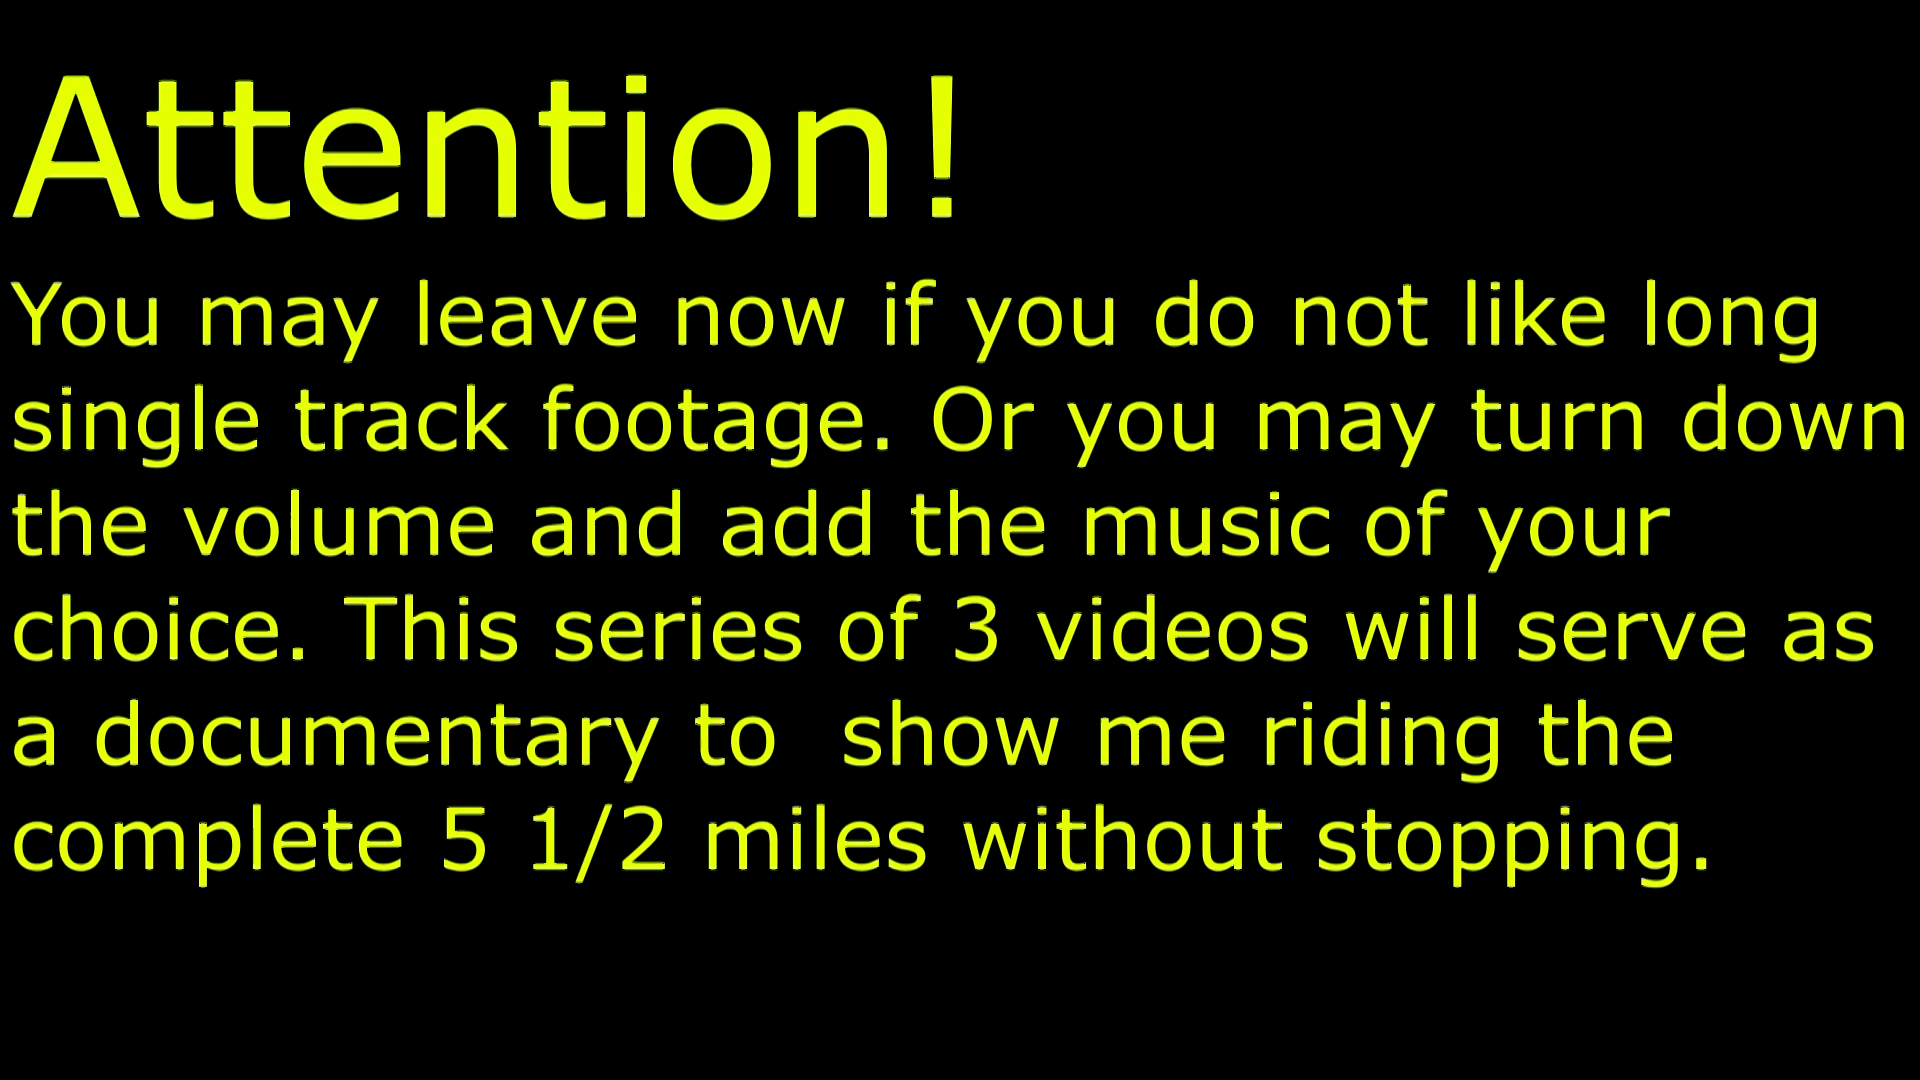 Attention!
You may leave now if you do not like long
single track footage. Or you may turn down
the volume and add the music of your
choice. This series of 3 videos will serve as
a documentary to  show me riding the
complete 5 1/2 miles without stopping.